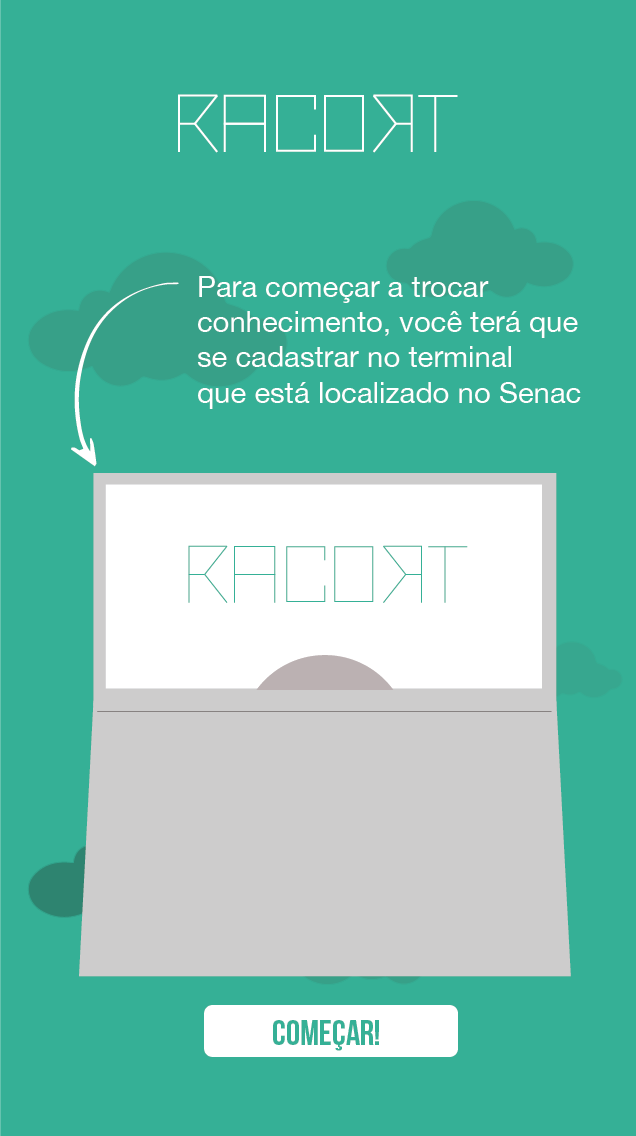 RACORT
Para começar a trocar
conhecimento, você terá que
se cadastrar no terminal
que está localizado no Senac
RACORT
COMEÇAR!